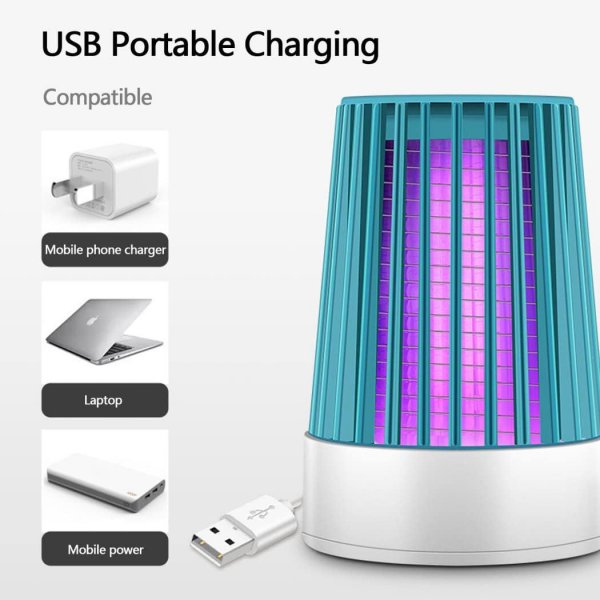 USB Portable Charging
Compatible
Mobile phone charger
Laptop
Mobile power